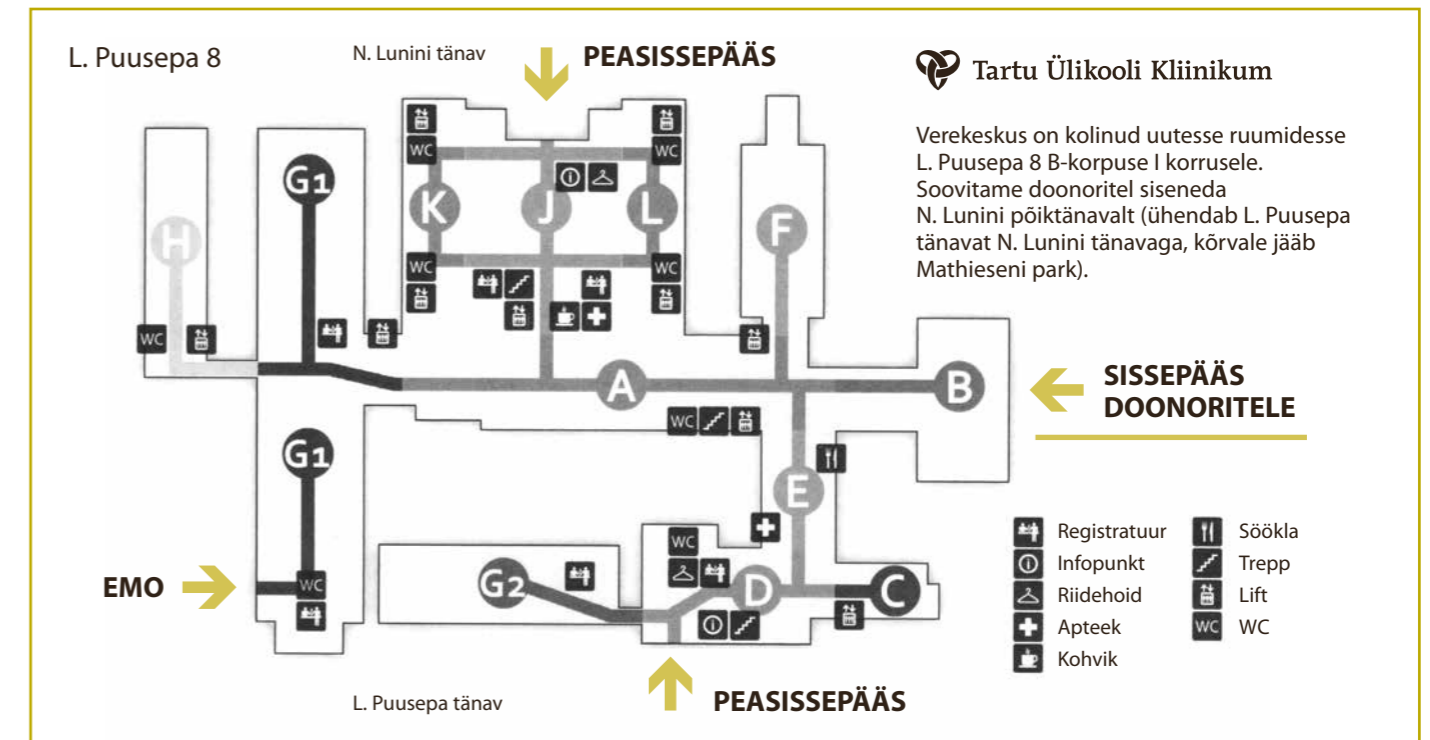 L. Puusepa 8
N. Lunini tänav
PEASISSEPÄÄS
Tartu Ülikooli Kliinikum
Verekeskus on kolinud uutesse ruumidesse
L. Puusepa 8 B-korpuse I korrusele.
Soovitame doonoritel siseneda
N. Lunini põiktänavalt (ühendab L. Puusepa
tänavat N. Lunini tänavaga, kõrvale jääb
Mathieseni park).
WC
WC
G1
K
J
L
F
H
WC
WC
WC
A
B
SISSEPÄÄS
DOONORITELE
WC
G1
E
WC
G2
D
C
EMO
WC
Registratuur
Infopunkt
Riidehoid
Apteek
Kohvik
Söökla
Trepp
Lift
WC WC
L. Puusepa tänav
PEASISSEPÄÄS